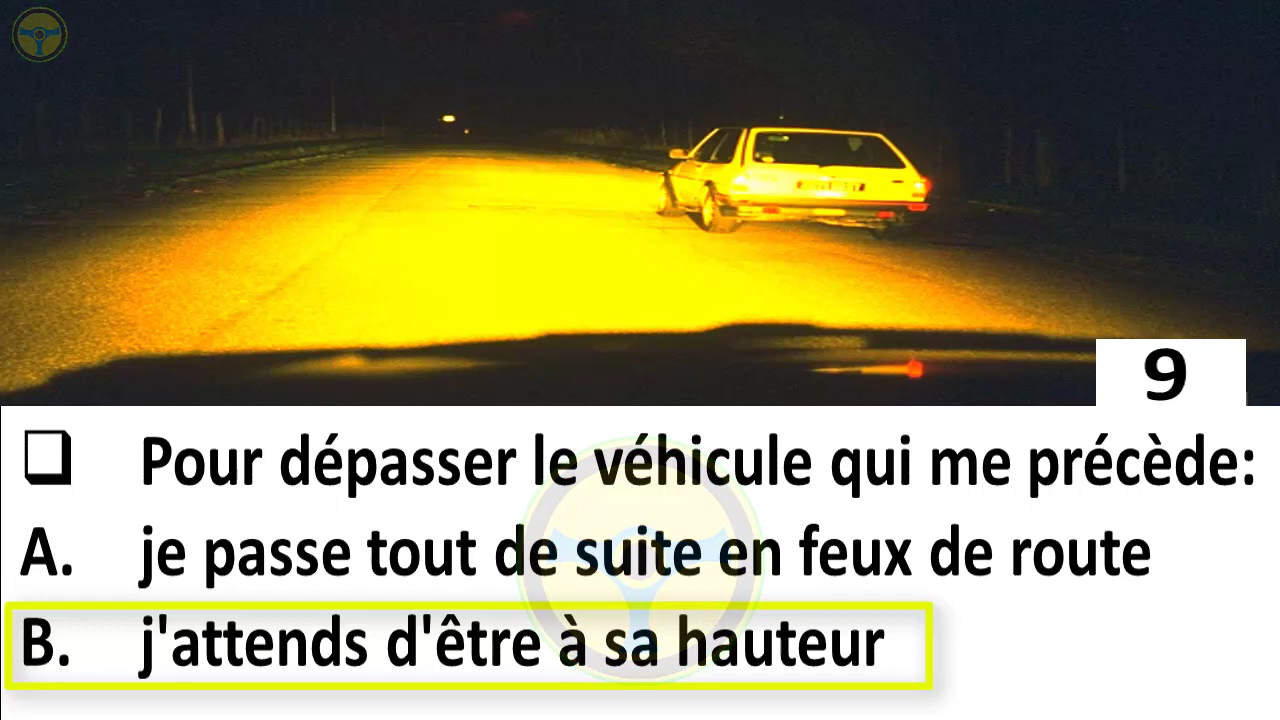 9
❑ Pour dépasser le véhicule qui me précède:
A. je passe tout de suite en feux de route
B. j'attends d'être à sa hauteur